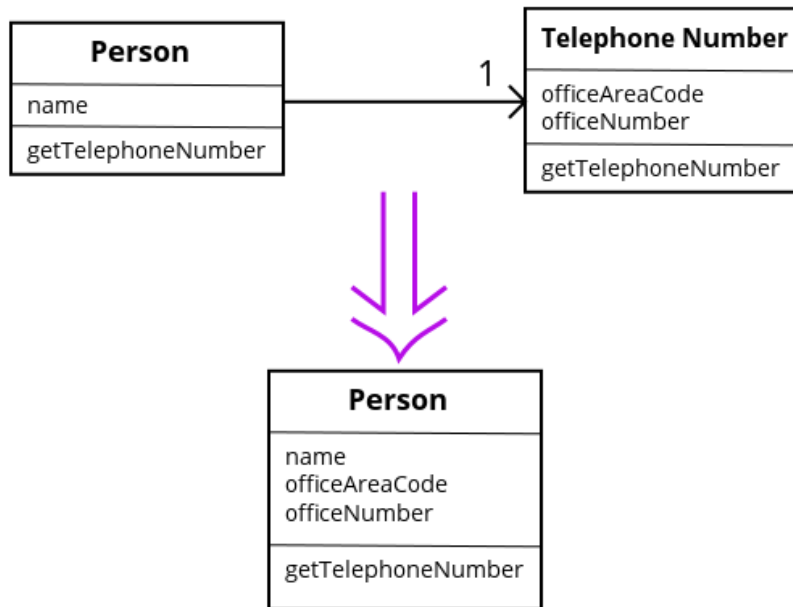 Person
name
getTelephoneNumber
1
Telephone Number
officeAreaCode
officeNumber
getTelephoneNumber
Person
name
officeAreaCode
officeNumber
getTelephoneNumber